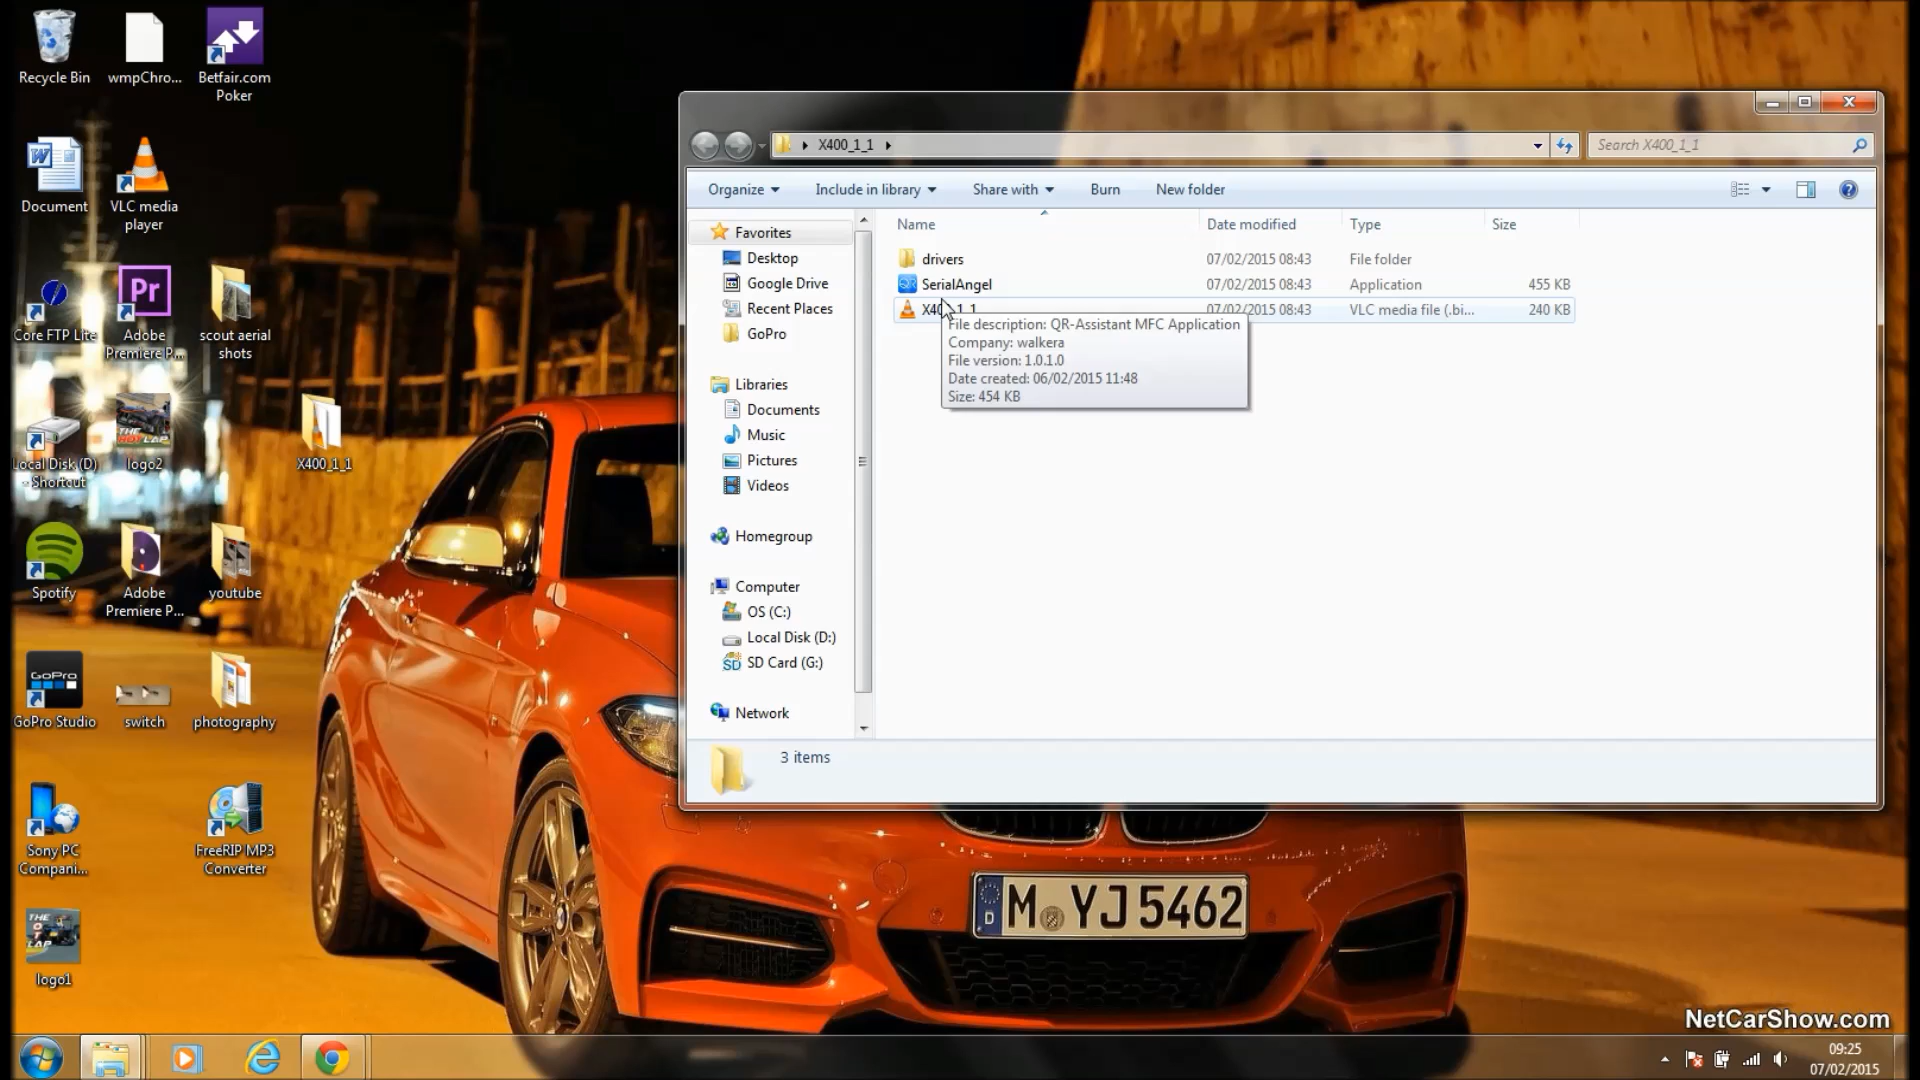 Recycle Bin
wmpChro...
Betfair.com
Poker
Document
VLC media
player
Core FTP Lite
Pr
Adobe
Premiere P...
scout aerial
shots
Local Disk (D)
- Shortcut
THE
HOT LAP
logo2
X400_1_1
Spotify
Adobe
Premiere P...
youtube
GoPro
GoPro Studio
switch
photography
Sony PC
Compani...
FreeRIP MP3
Converter
THE
logo1
X400_1_1
Search X400_1_1
Organize
Include in library
Share with
Burn
New folder
Name
Date modified
Type
Size
Favorites
Desktop
Google Drive
Recent Places
GoPro
Libraries
Documents
Music
Pictures
Videos
Homegroup
Computer
OS (C:)
Local Disk (D:)
SD Card (G:)
Network
drivers 07/02/2015 08:43 File folder
SerialAngel 07/02/2015 08:43 Application 455 KB
X400_1_1 07/02/2015 08:43 VLC media file (.bi... 240 KB
File description: QR-Assistant MFC Application
Company: walkera
File version: 1.0.1.0
Date created: 06/02/2015 11:48
Size: 454 KB
3 items
D M YJ 5462
NetCarShow.com
09:25
07/02/2015